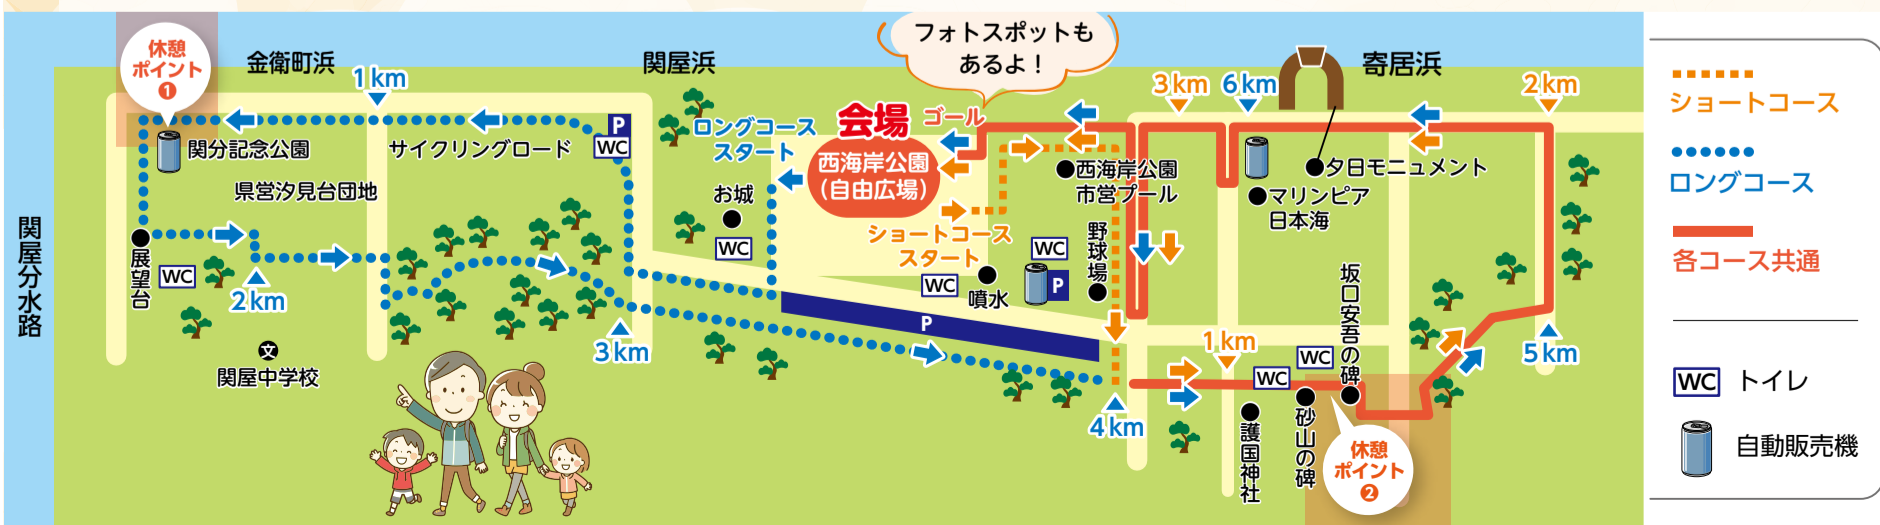 休憩
ポイント
❶
金衛町浜
1km
関屋浜
フォトスポットも
あるよ！
3km
6km
寄居浜
2km
ショートコース
ロングコース
各コース共通
WC
トイレ
自動販売機
関分記念公園
サイクリングロード
P
WC
ロングコース
スタート
会場
ゴール
西海岸公園
（自由広場）
西海岸公園
市営プール
夕日モニュメント
マリンピア
日本海
県営汐見台団地
お城
WC
ショートコース
スタート
WC
噴水
WC
P
野球場
関屋分水路
展望台
WC
2km
3km
P
文
関屋中学校
4km
1km
WC
WC
坂口安吾の碑
5km
護国神社
砂山の碑
休憩
ポイント
❷